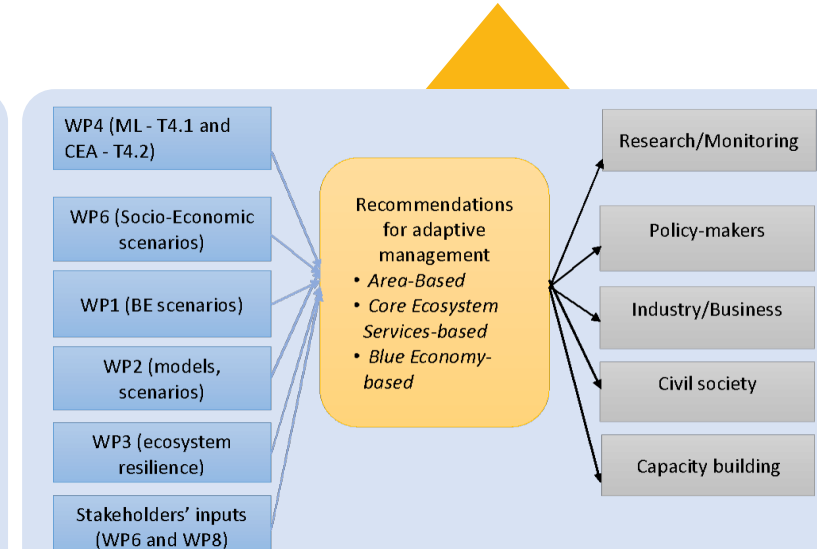 WP4 (ML - T4.1 and
CEA - T4.2)
WP6 (Socio-Economic
scenarios)
WP1 (BE scenarios)
WP2 (models,
scenarios)
WP3 (ecosystem
resilience)
Stakeholders’ inputs
(WP6 and WP8)
Recommendations
for adaptive
management
• Area-Based
• Core Ecosystem
Services-based
• Blue Economy-
based
Research/Monitoring
Policy-makers
Industry/Business
Civil society
Capacity building